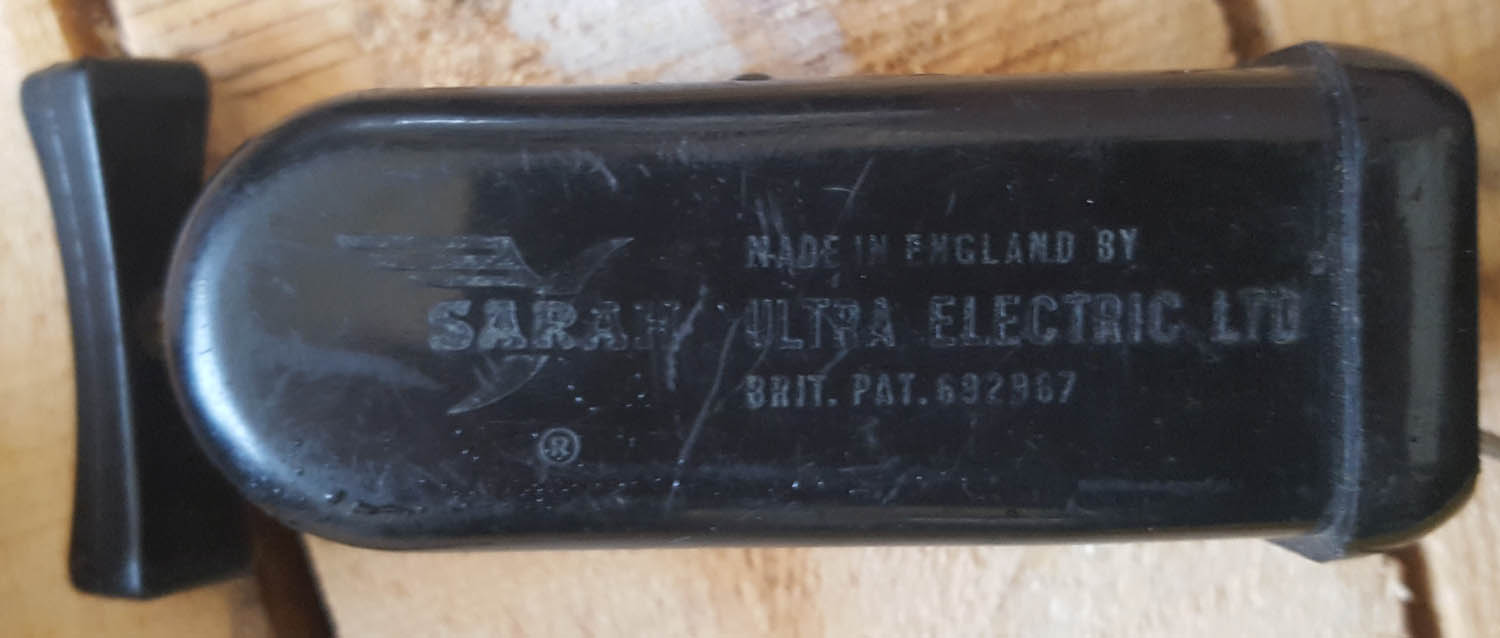 SARAH
®
MADE IN ENGLAND BY
ULTRA ELECTRIC LTD
BRIT. PAT. 692967